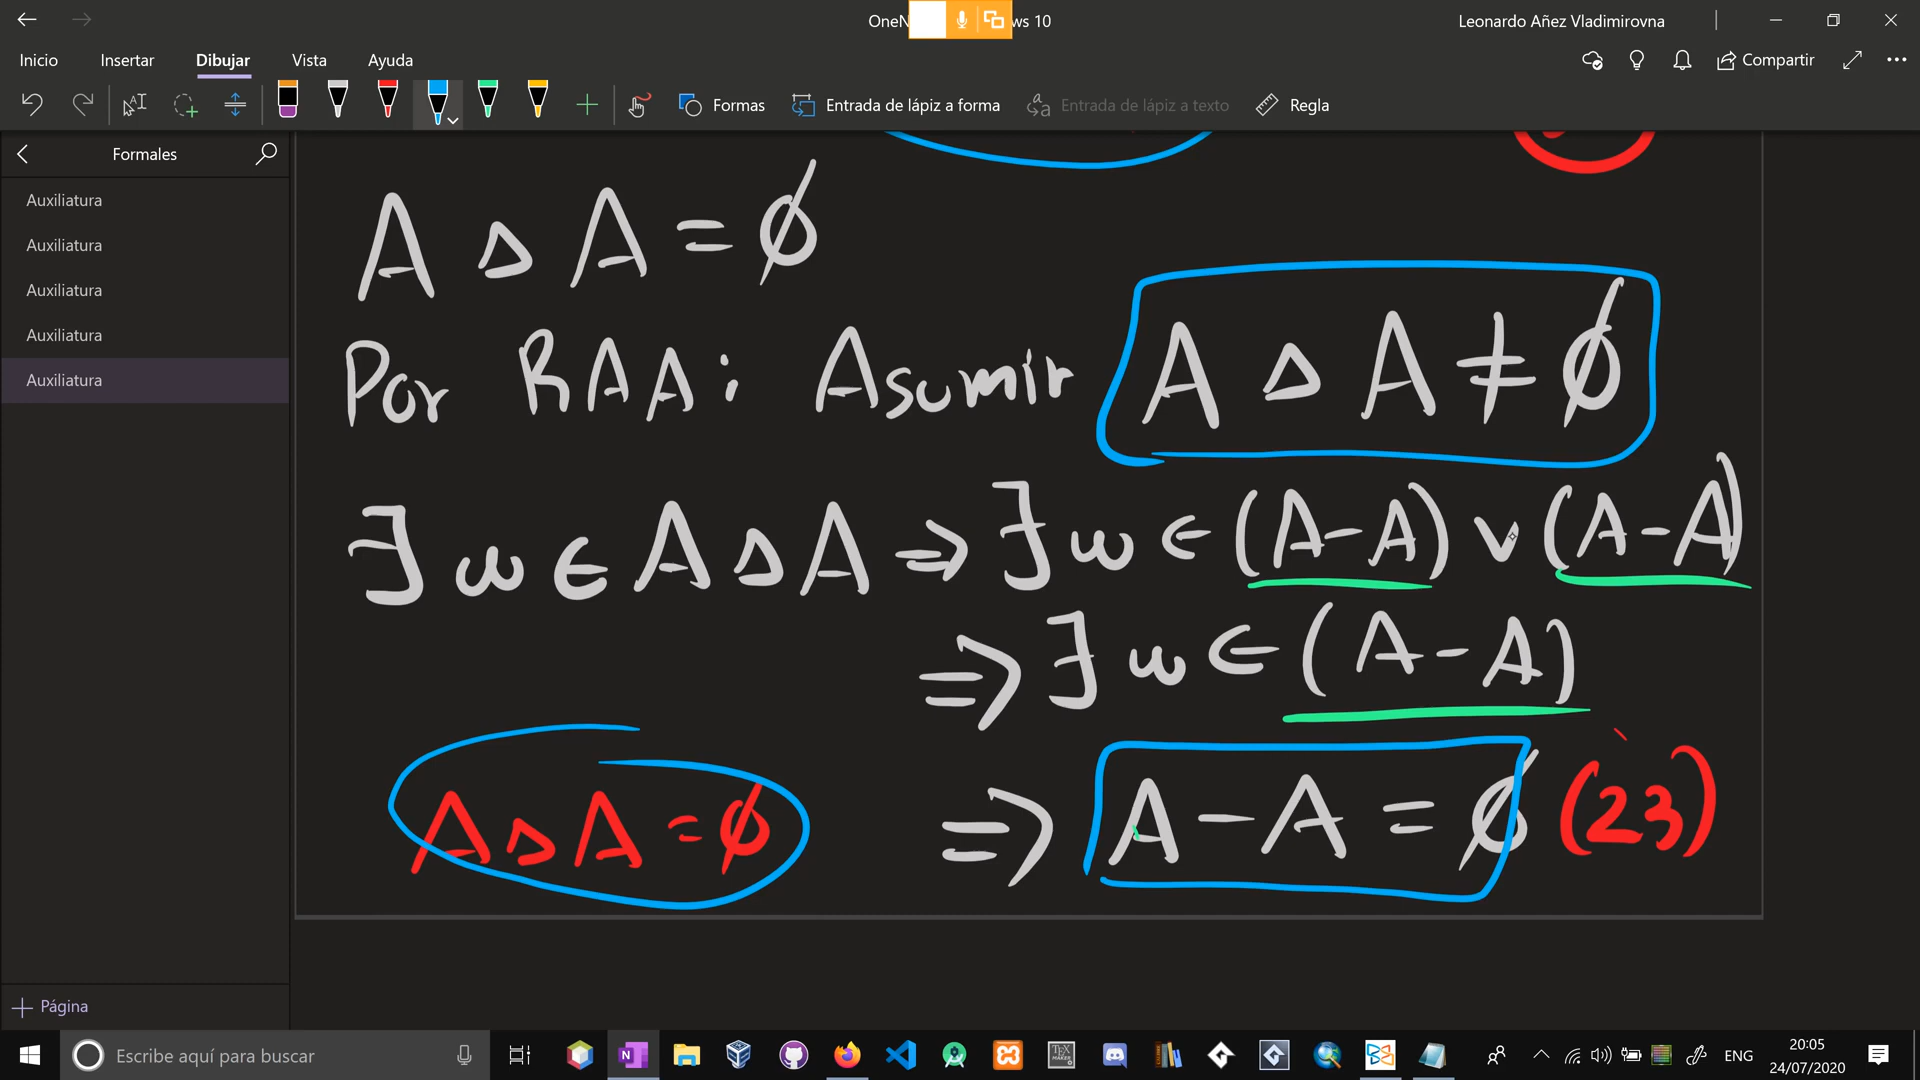 OneN ws 10
Leonardo Añez Vladimirovna
Inicio Insertar Dibujar Vista Ayuda
Compartir
Formas Entrada de lápiz a forma Entrada de lápiz a texto Regla
Formales
Auxiliatura
Auxiliatura
Auxiliatura
Auxiliatura
Auxiliatura
A Δ A = ∅
Por RAA: Asumir A Δ A ≠ ∅
∃ w ∈ A Δ A ⇒ ∃ w ∈ (A - A) ∨ (A - A)
⇒ ∃ w ∈ (A - A)
A Δ A = ∅ ⇒ A - A = ∅ (23)
Página
Escribe aquí para buscar
ENG
20:05
24/07/2020